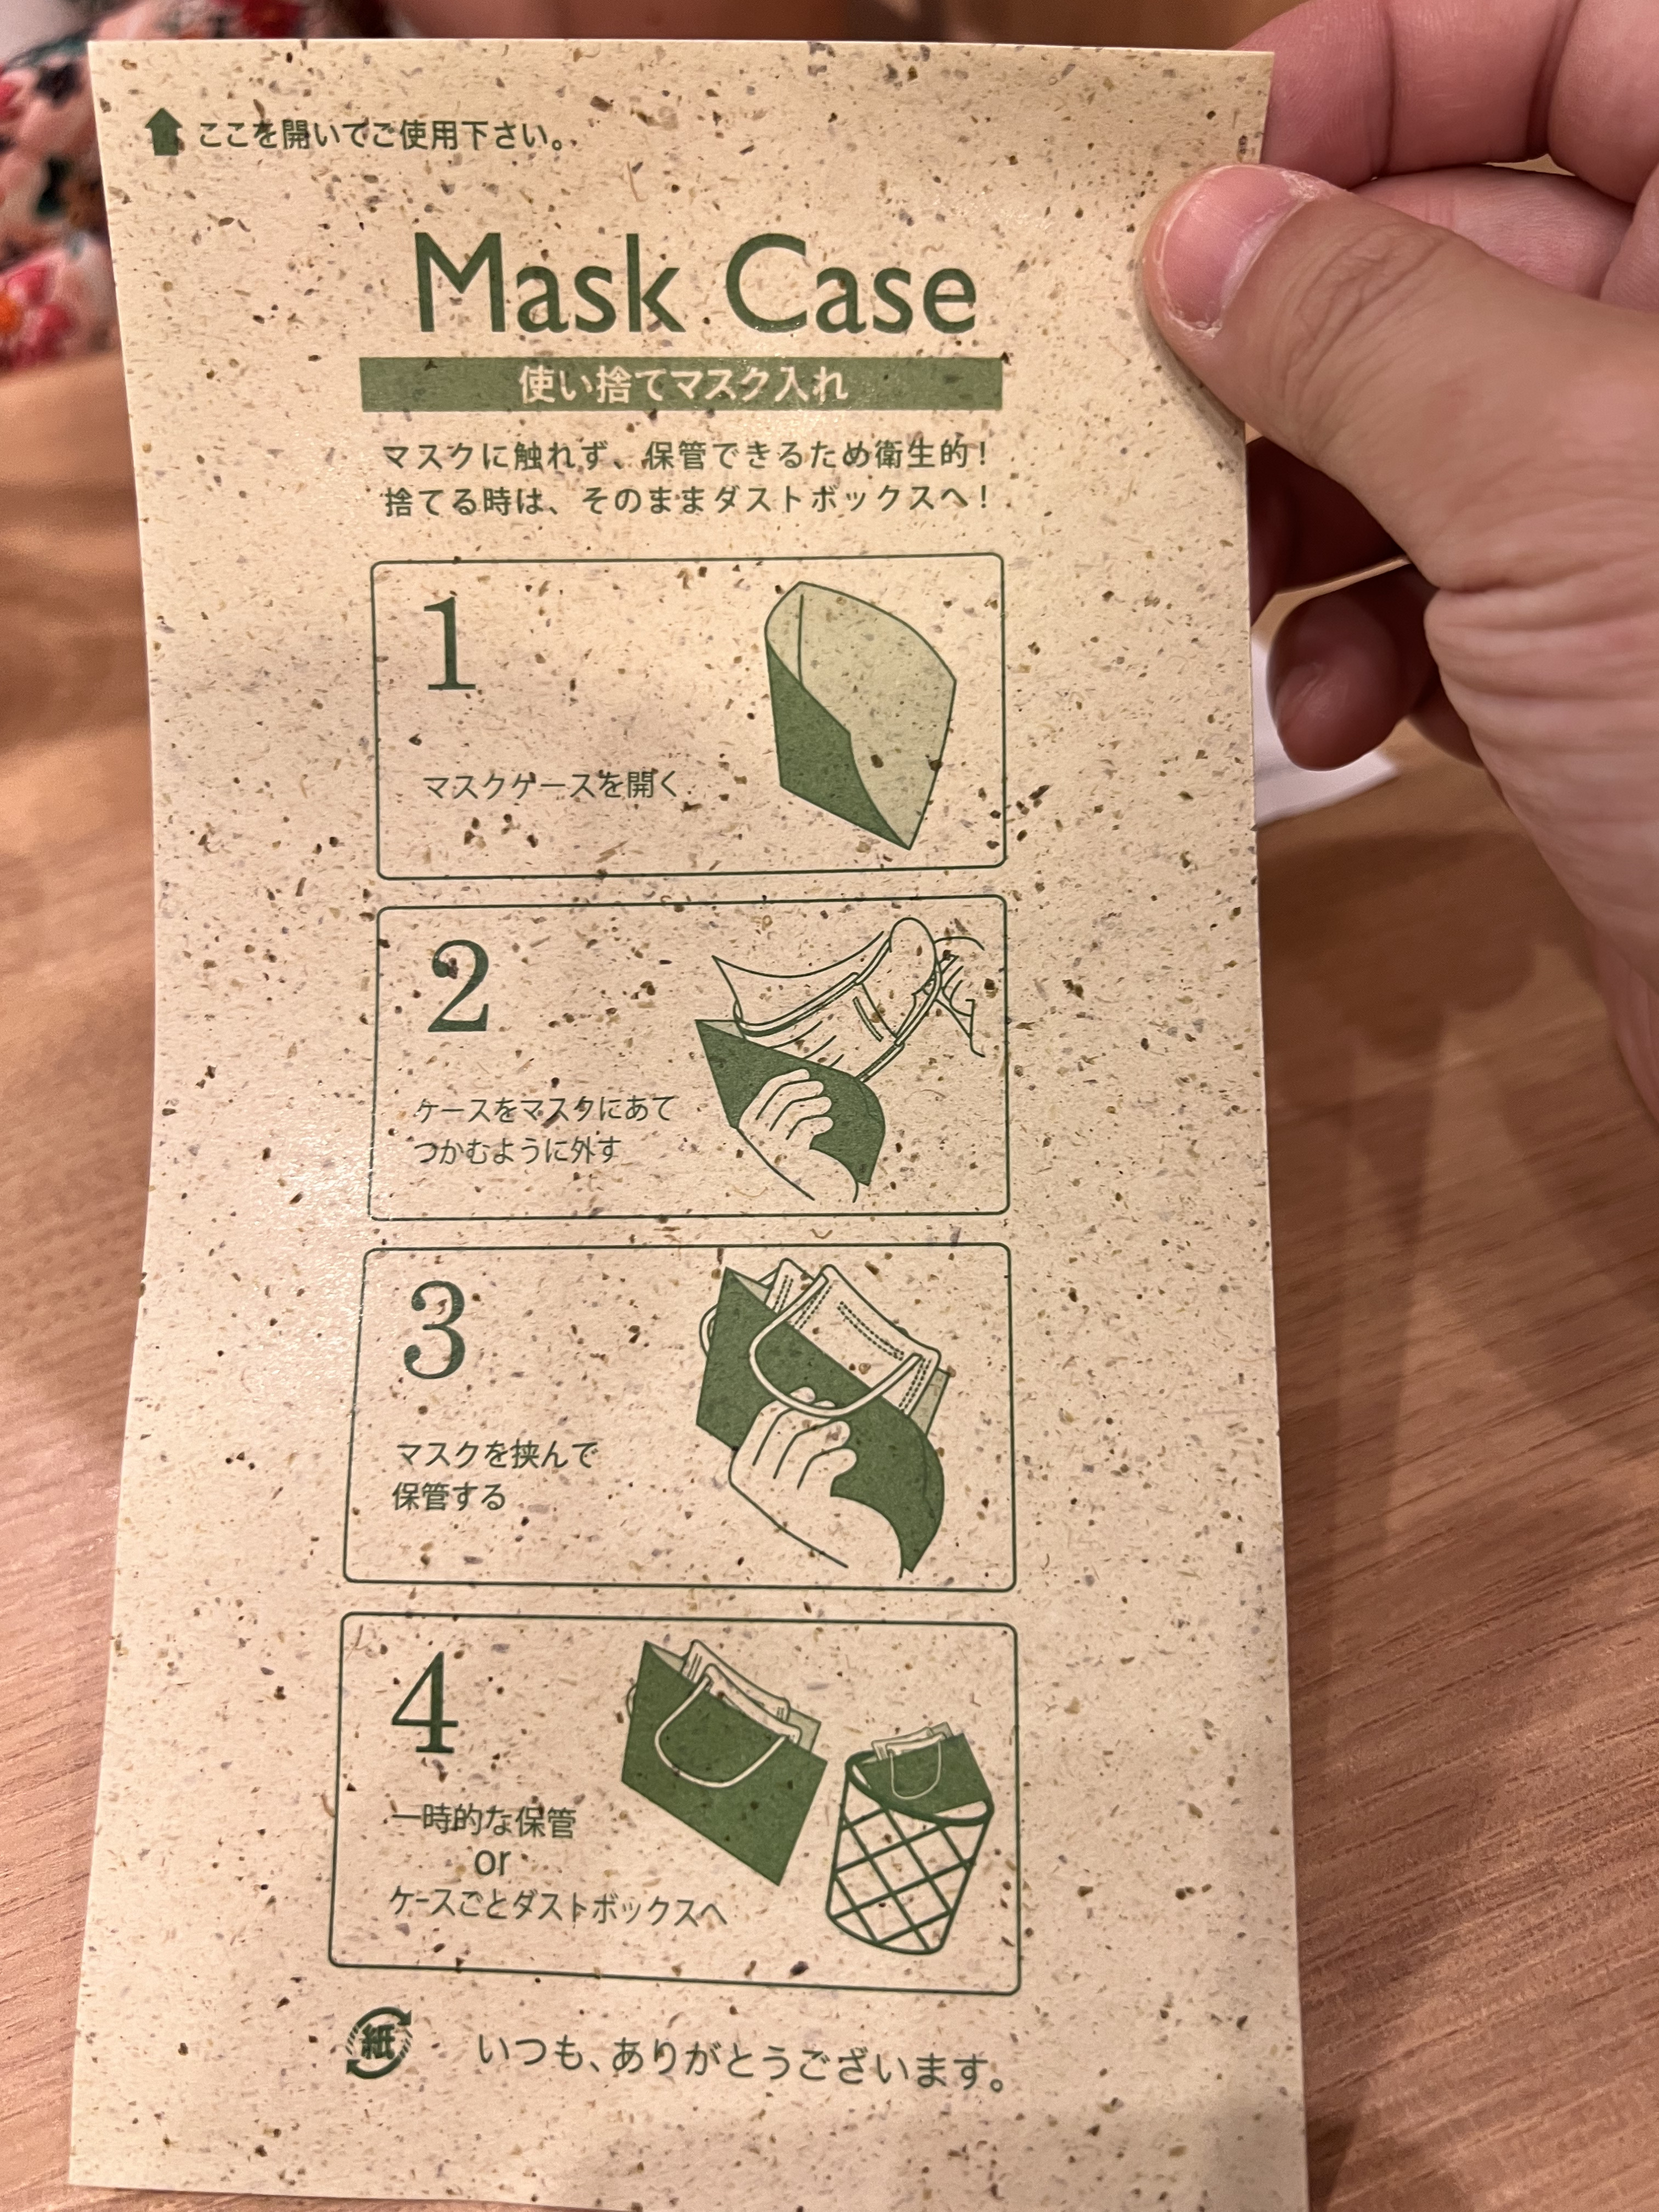 ここを開いてご使用下さい。
Mask Case
使い捨てマスク入れ
マスクに触れず、保管できるため衛生的！
捨てる時は、そのままダストボックスへ！
1
マスクケースを開く
2
ケースをマスクにあて
つかむように外す
3
マスクを挟んで
保管する
4
一時的な保管
or
ケースごとダストボックスへ
紙
いつも、ありがとうございます。